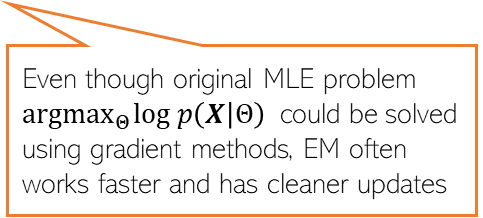 Even though original MLE problem
argmax_Θ log p(X|Θ) could be solved
using gradient methods, EM often
works faster and has cleaner updates